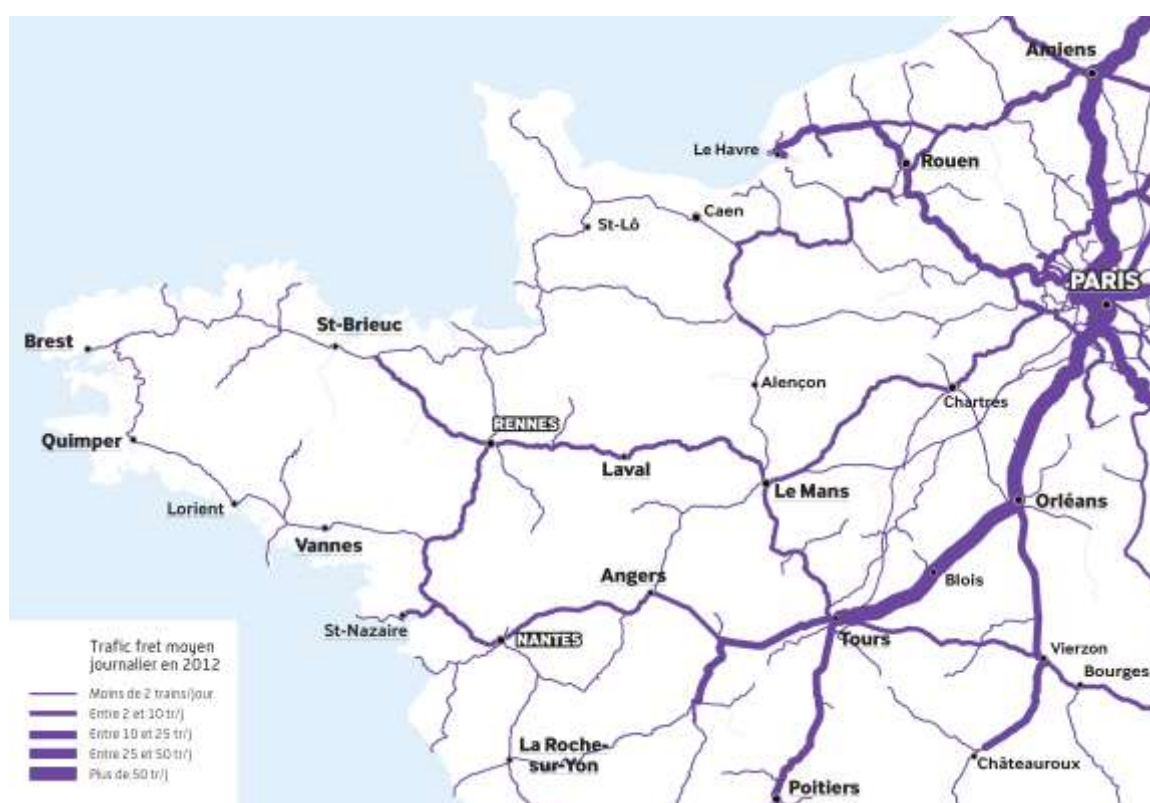 Amiens
Le Havre
Rouen
Caen
St-Lô
PARIS
St-Brieuc
Brest
Alençon
Chartres
RENNES
Quimper
Laval
Le Mans
Lorient
Orléans
Vannes
Angers
Blois
St-Nazaire
NANTES
Tours
Vierzon
Bourges
La Roche-
sur-Yon
Châteauroux
Poitiers
Trafic fret moyen
journalier en 2012
Moins de 2 trains/jour
Entre 2 et 10 tr/j
Entre 10 et 25 tr/j
Entre 25 et 50 tr/j
Plus de 50 tr/j